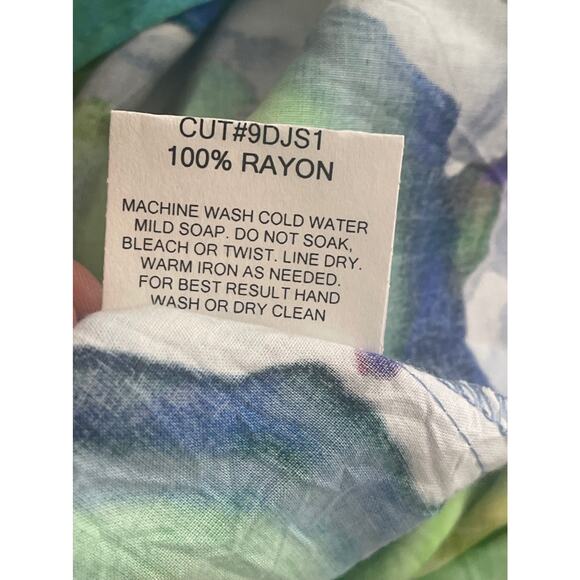 CUT#9DJS1
100% RAYON
MACHINE WASH COLD WATER
MILD SOAP. DO NOT SOAK,
BLEACH OR TWIST. LINE DRY.
WARM IRON AS NEEDED.
FOR BEST RESULT HAND
WASH OR DRY CLEAN